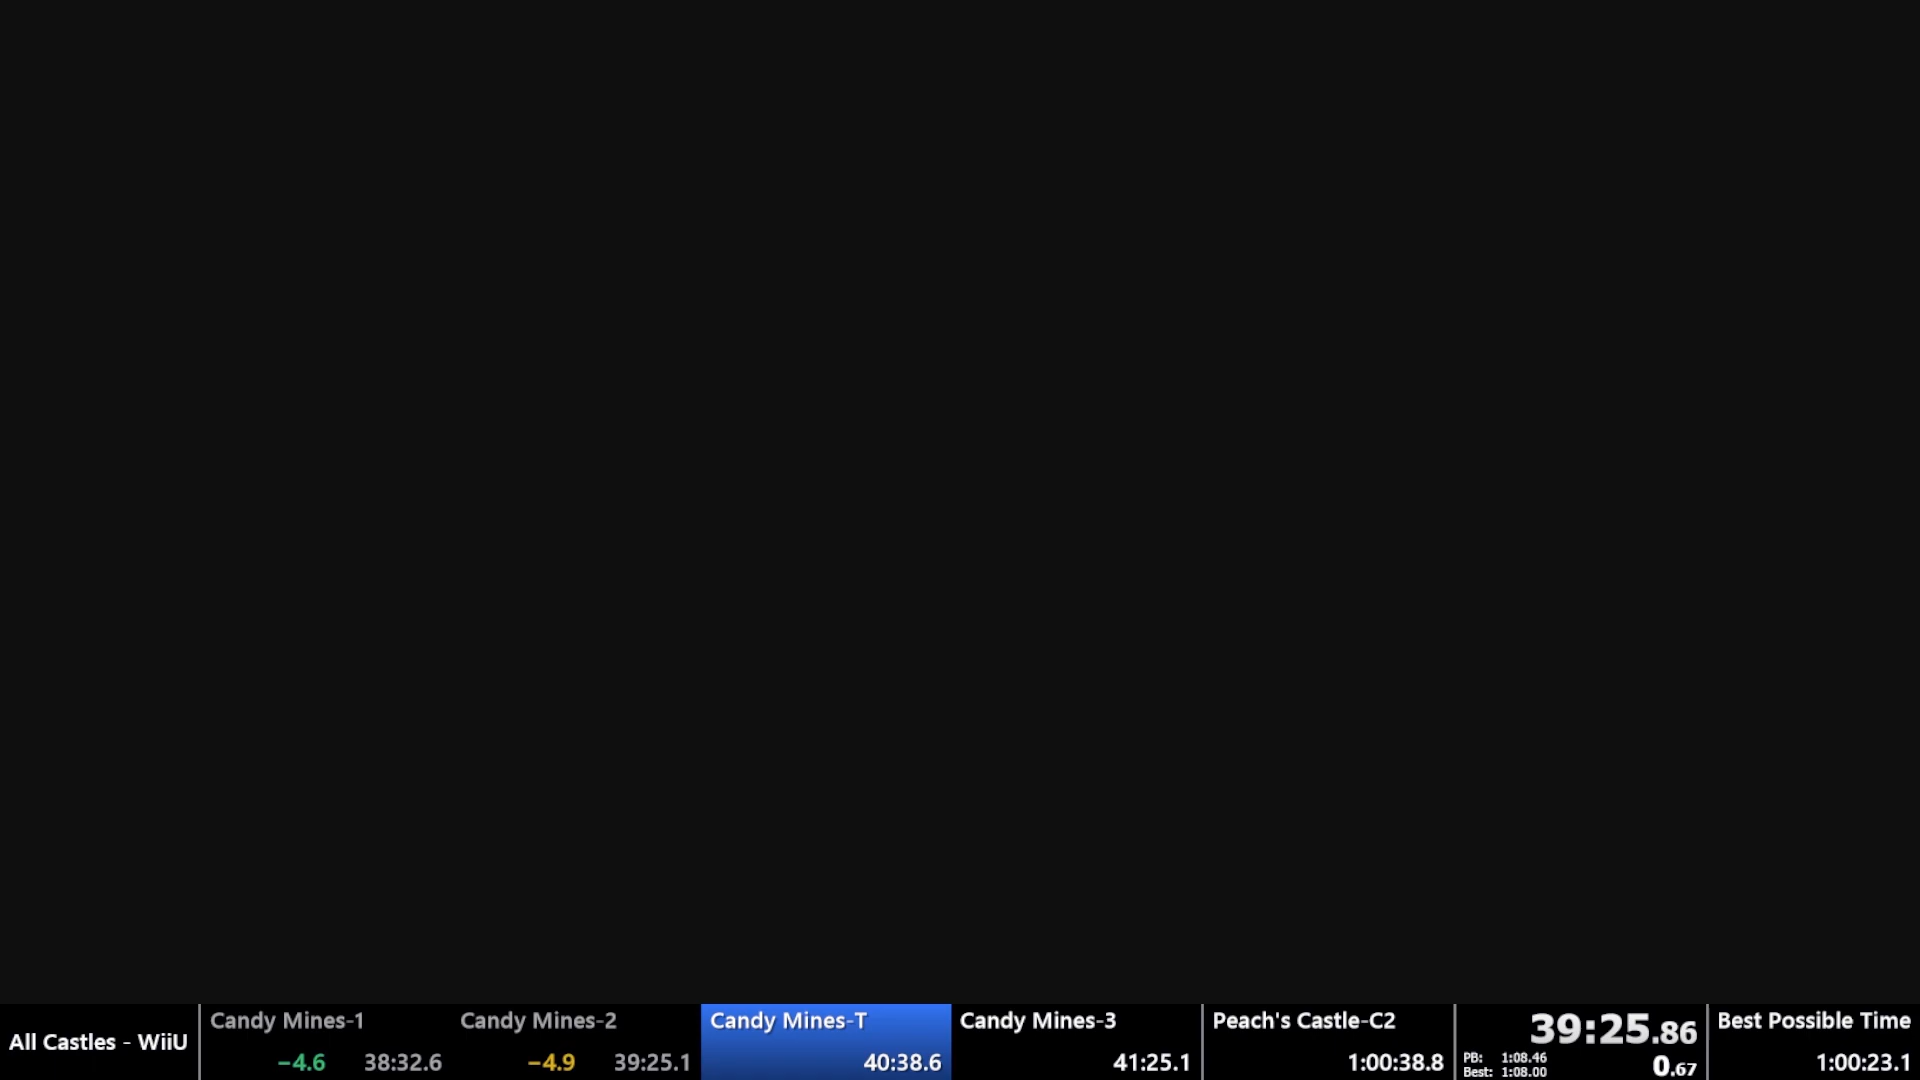 All Castles - WiiU
Candy Mines-1
−4.6 38:32.6
Candy Mines-2
−4.9 39:25.1
Candy Mines-T
40:38.6
Candy Mines-3
41:25.1
Peach's Castle-C2
1:00:38.8
39:25.86
PB: 1:08.46
Best: 1:08.00
0.67
Best Possible Time
1:00:23.1